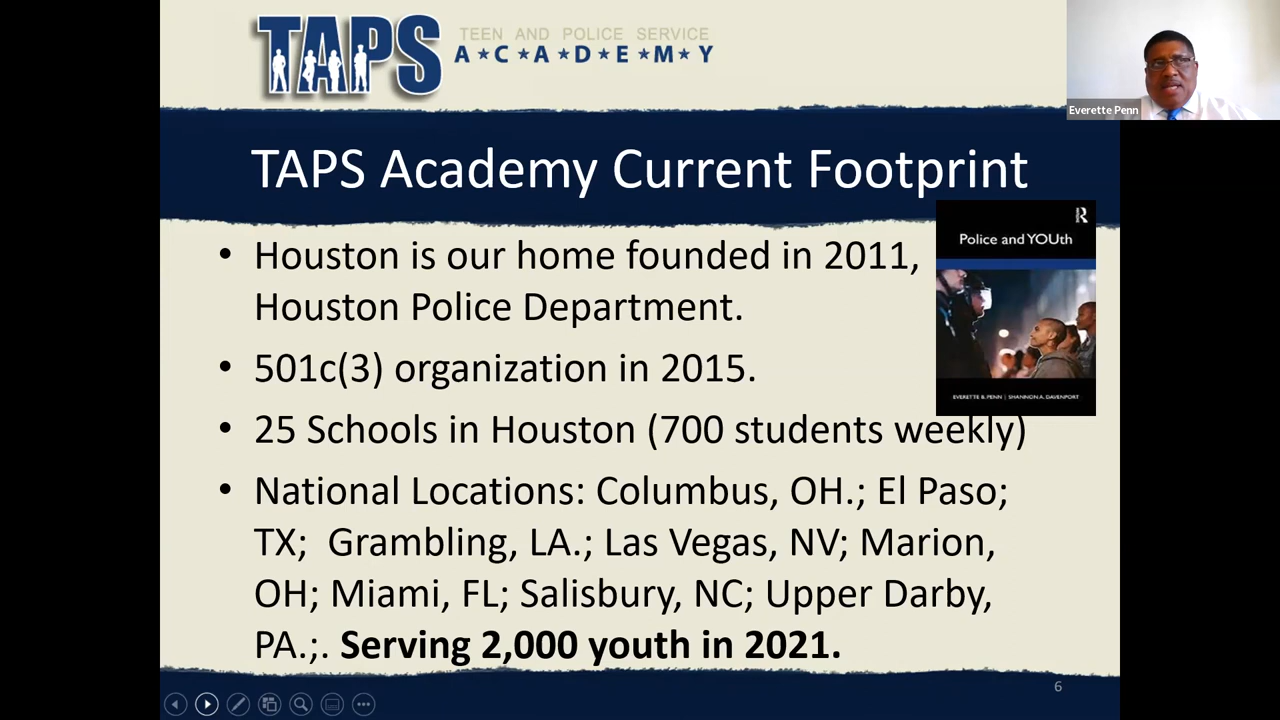 TAPS
TEEN AND POLICE SERVICE
A★C★A★D★E★M★Y
Everette Penn
TAPS Academy Current Footprint
R
Police and YOUth
EVERETTE B. PENN | SHANNON A. DAVENPORT
• Houston is our home founded in 2011,
Houston Police Department.
• 501c(3) organization in 2015.
• 25 Schools in Houston (700 students weekly)
• National Locations: Columbus, OH.; El Paso;
TX;  Grambling, LA.; Las Vegas, NV; Marion,
OH; Miami, FL; Salisbury, NC; Upper Darby,
PA.;. Serving 2,000 youth in 2021.
6